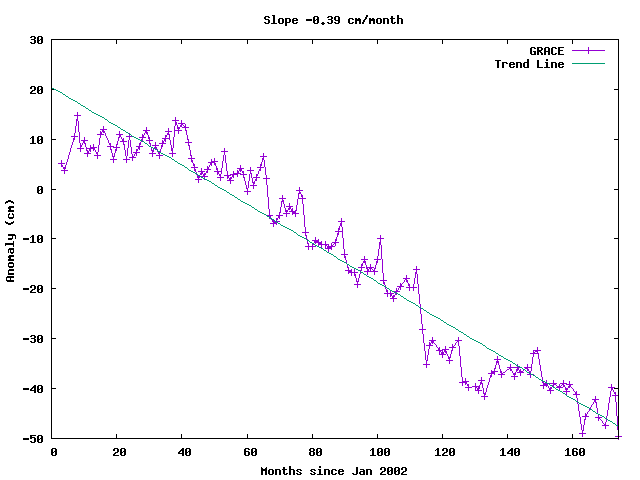 Slope -0.39 cm/month
30
20
10
0
-10
-20
-30
-40
-50
Anomaly (cm)
GRACE
Trend Line
0 20 40 60 80 100 120 140 160
Months since Jan 2002